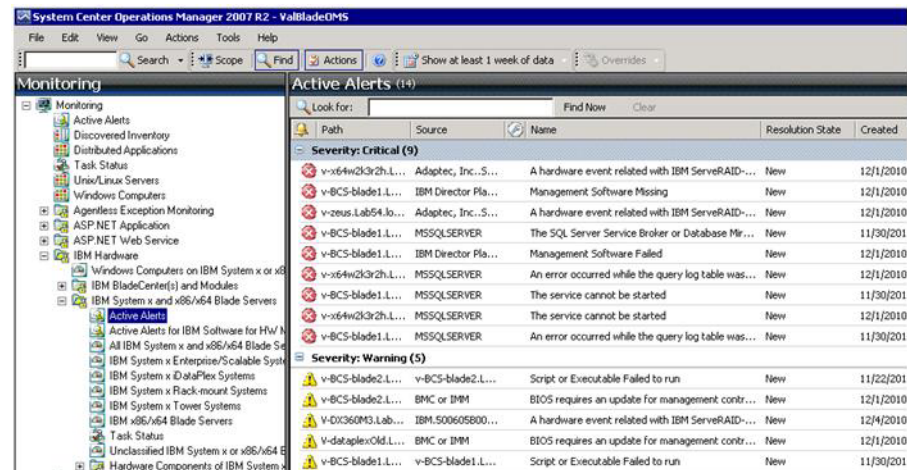 System Center Operations Manager 2007 R2 - ValBladeOMS
File Edit View Go Actions Tools Help
Search Scope Find Actions Show at least 1 week of data Overrides
Monitoring
Monitoring
Active Alerts
Discovered Inventory
Distributed Applications
Task Status
Unix/Linux Servers
Windows Computers
Agentless Exception Monitoring
ASP.NET Application
ASP.NET Web Service
IBM Hardware
Windows Computers on IBM System x or x8
IBM BladeCenter(s) and Modules
IBM System x and x86/x64 Blade Servers
Active Alerts
Active Alerts for IBM Software for HW M
All IBM System x and x86/x64 Blade Se
IBM System x Enterprise/Scalable Syste
IBM System x iDataPlex Systems
IBM System x Rack-mount Systems
IBM System x Tower Systems
IBM x86/x64 Blade Servers
Task Status
Unclassified IBM System x or x86/x64 B
Hardware Components of IBM System x
Active Alerts (14)
Look for: Find Now Clear
Path Source Name Resolution State Created
Severity: Critical (9)
v-x64w2k3r2h.L... Adaptec, Inc..S... A hardware event related with IBM ServeRAID-... New 12/1/2010
v-BCS-blade1.L... IBM Director Pla... Management Software Missing New 12/1/2010
v-zeus.Lab54.lo... Adaptec, Inc..S... A hardware event related with IBM ServeRAID-... New 12/1/2010
v-BCS-blade1.L... MSSQLSERVER The SQL Server Service Broker or Database Mir... New 11/30/201
v-BCS-blade1.L... IBM Director Pla... Management Software Failed New 12/1/2010
v-x64w2k3r2h.L... MSSQLSERVER An error occurred while the query log table was... New 12/1/2010
v-BCS-blade1.L... MSSQLSERVER The service cannot be started New 11/30/201
v-x64w2k3r2h.L... MSSQLSERVER The service cannot be started New 12/1/2010
v-BCS-blade1.L... MSSQLSERVER An error occurred while the query log table was... New 11/30/201
Severity: Warning (5)
v-BCS-blade2.L... v-BCS-blade2.L... Script or Executable Failed to run New 11/22/201
v-BCS-blade2.L... BMC or IMM BIOS requires an update for management contr... New 12/1/2010
V-DX360M3.Lab... IBM.500605B00... A hardware event related with IBM ServeRAID-... New 12/4/2010
V-dataplexOld.L... BMC or IMM BIOS requires an update for management contr... New 12/1/2010
v-BCS-blade1.L... v-BCS-blade1.L... Script or Executable Failed to run New 11/30/201